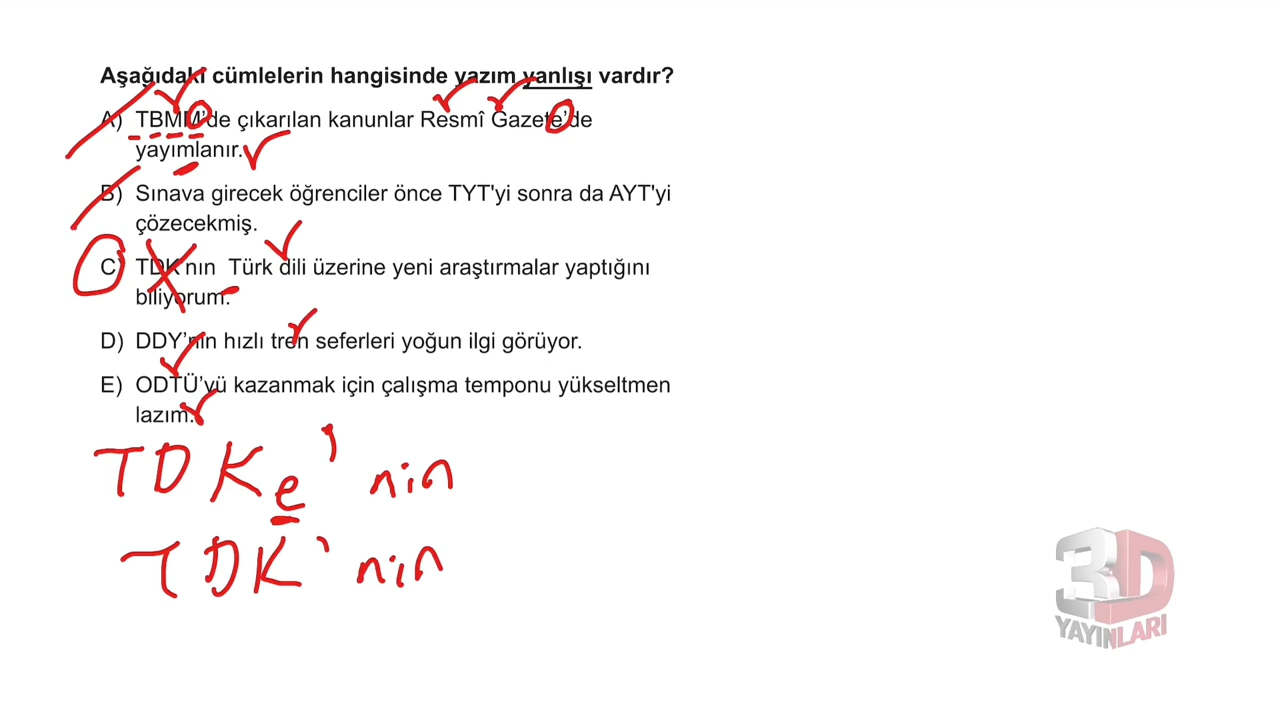 Aşağıdaki cümlelerin hangisinde yazım yanlışı vardır?
A) TBMM’de çıkarılan kanunlar Resmî Gazete’de
yayımlanır.
B) Sınava girecek öğrenciler önce TYT'yi sonra da AYT'yi
çözecekmiş.
C) TDK’nın Türk dili üzerine yeni araştırmalar yaptığını
biliyorum.
D) DDY’nin hızlı tren seferleri yoğun ilgi görüyor.
E) ODTÜ’yü kazanmak için çalışma temponu yükseltmen
lazım.
TDKe'nin
TDK'nin
3D
YAYINLARI